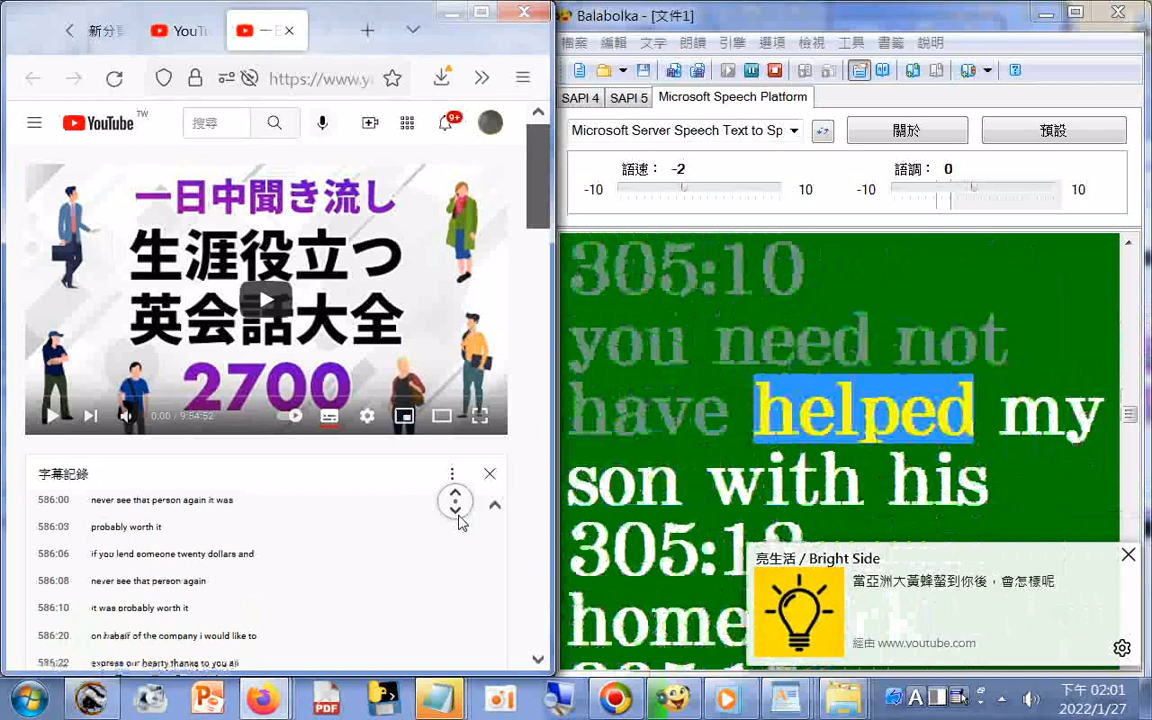 新分
YouT
https://www.y
YouTube TW
搜尋
9+
一日中聞き流し
生涯役立つ
英会話大全
2700
0:00 / 9:54:52
字幕記錄
586:00 never see that person again it was
586:03 probably worth it
586:06 if you lend someone twenty dollars and
586:08 never see that person again
586:10 it was probably worth it
586:20 on behalf of the company i would like to
586:22 express our hearty thanks to you all
Balabolka - [文件1]
檔案 編輯 文字 朗讀 引擎 選項 檢視 工具 書籤 說明
SAPI 4 SAPI 5 Microsoft Speech Platform
Microsoft Server Speech Text to Sp
關於 預設
語速： -2 語調： 0
-10 10 -10 10
305:10
you need not
have helped my
son with his
305:1
home
亮生活 / Bright Side
當亞洲大黃蜂螫到你後，會怎樣呢
經由 www.youtube.com
PDF
A
下午 02:01
2022/1/27